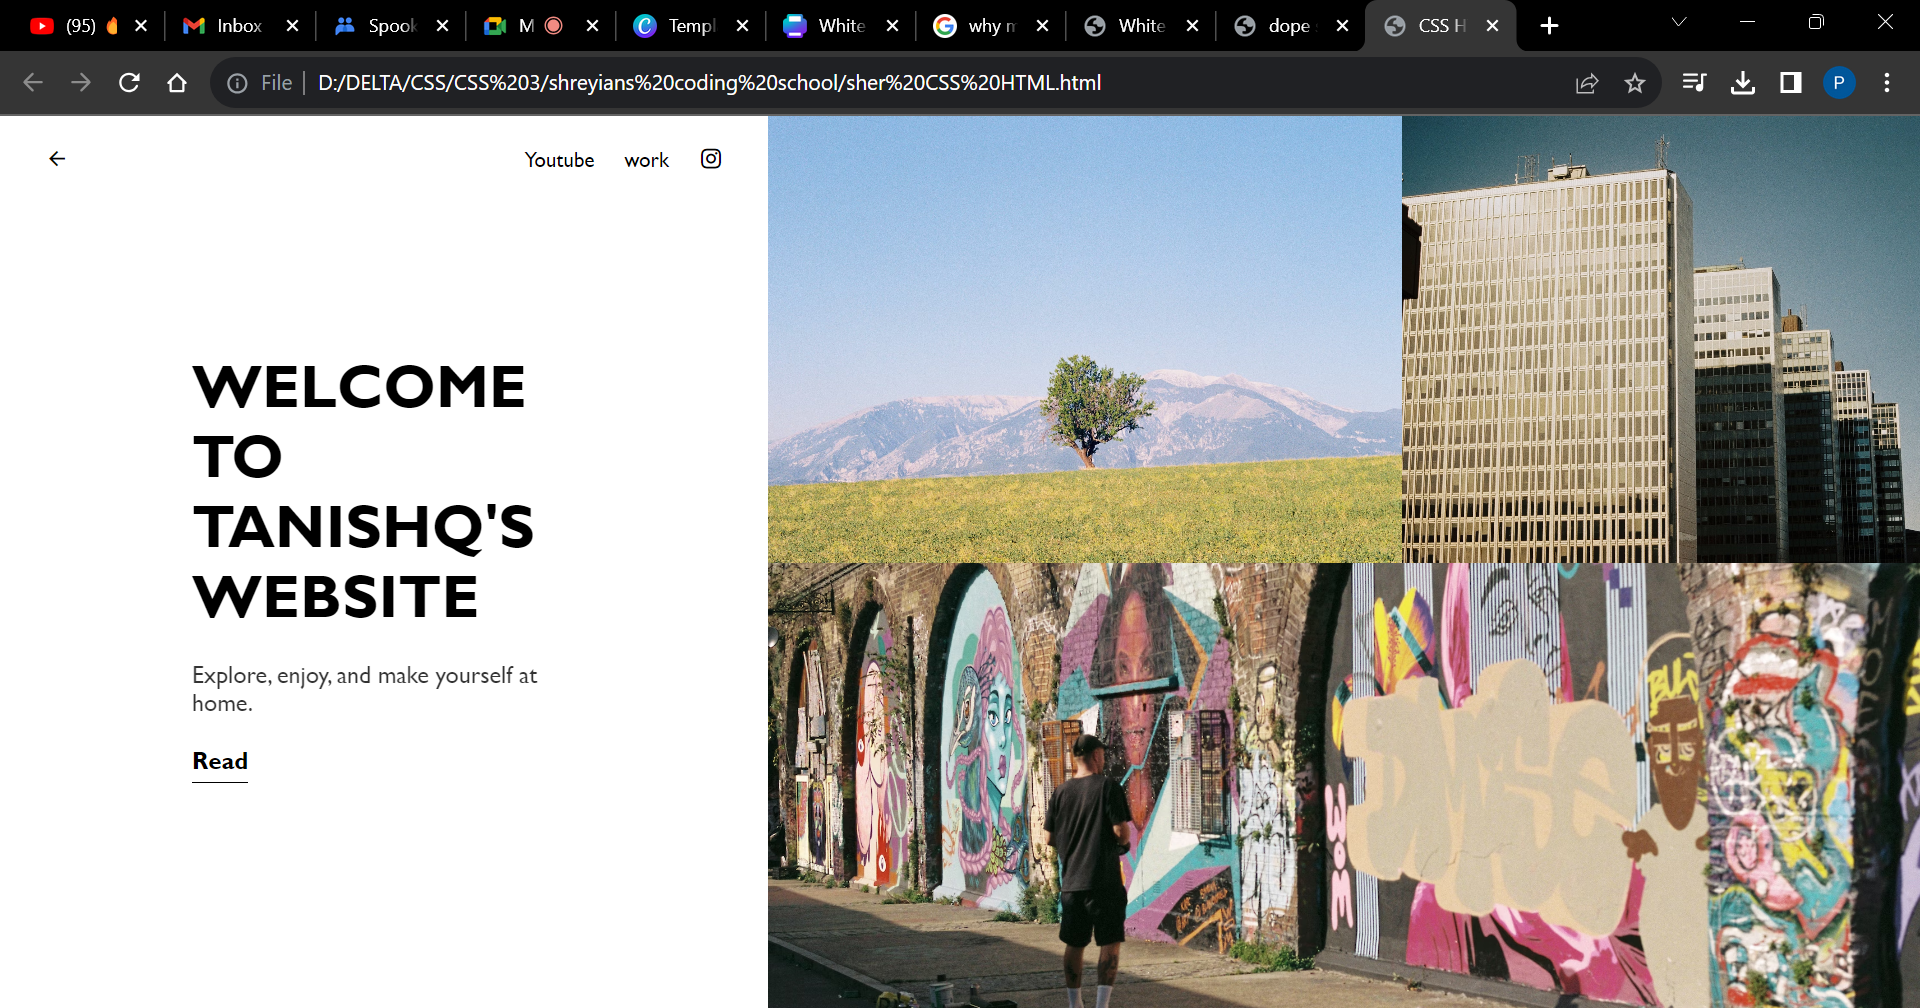 (95)
Inbox
Spook
M
Templ
White
why m
White
dope
CSS H
File
D:/DELTA/CSS/CSS%203/shreyians%20coding%20school/sher%20CSS%20HTML.html
P
Youtube work
WELCOME
TO
TANISHQ'S
WEBSITE
Explore, enjoy, and make yourself at
home.
Read